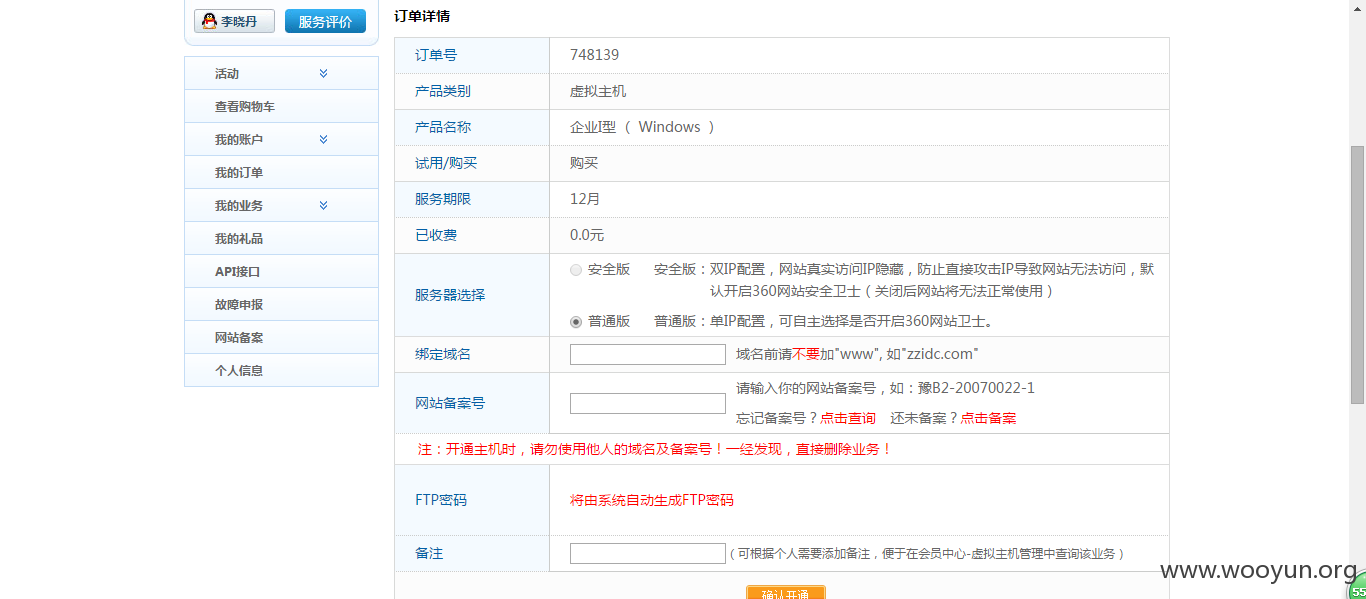 李晓丹
服务评价
活动
查看购物车
我的账户
我的订单
我的业务
我的礼品
API接口
故障申报
网站备案
个人信息
订单详情
订单号 748139
产品类别 虚拟主机
产品名称 企业I型 （ Windows ）
试用/购买 购买
服务期限 12月
已收费 0.0元
服务器选择
安全版 安全版：双IP配置，网站真实访问IP隐藏，防止直接攻击IP导致网站无法访问，默
认开启360网站安全卫士（关闭后网站将无法正常使用）
普通版 普通版：单IP配置，可自主选择是否开启360网站卫士。
绑定域名 域名前请不要加"www", 如"zzidc.com"
网站备案号
请输入你的网站备案号，如：豫B2-20070022-1
忘记备案号？点击查询 还未备案？点击备案
注：开通主机时，请勿使用他人的域名及备案号！一经发现，直接删除业务！
FTP密码 将由系统自动生成FTP密码
备注 （可根据个人需要添加备注，便于在会员中心-虚拟主机管理中查询该业务）
确认开通
www.wooyun.org
55